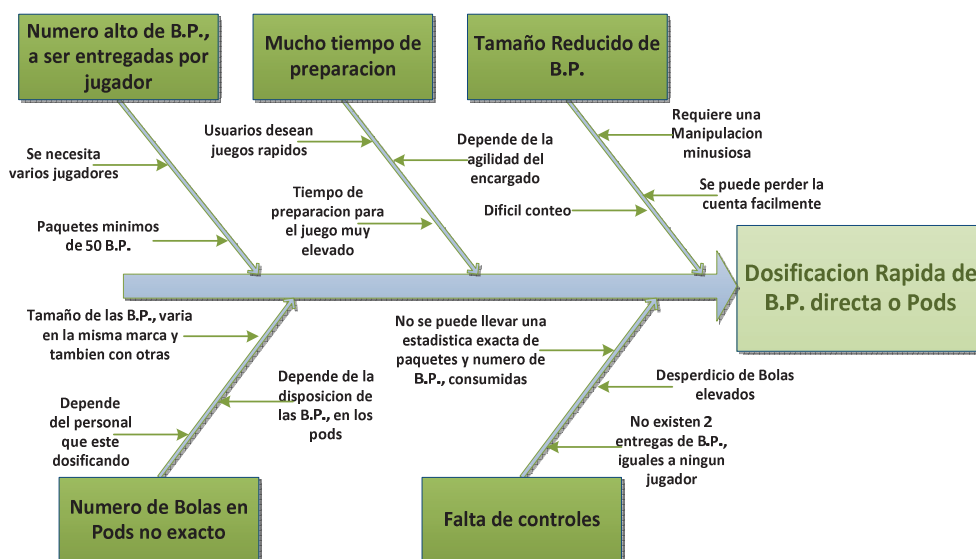 Numero alto de B.P.,
a ser entregadas por
jugador
Mucho tiempo de
preparacion
Tamaño Reducido de
B.P.
Se necesita
varios jugadores
Paquetes minimos
de 50 B.P.
Usuarios desean
juegos rapidos
Depende de la
agilidad del
encargado
Tiempo de
preparacion para
el juego muy
elevado
Requiere una
Manipulacion
minusiosa
Se puede perder la
cuenta facilmente
Dificil conteo
Dosificacion Rapida de
B.P. directa o Pods
Tamaño de las B.P., varia
en la misma marca y
tambien con otras
Depende de la
disposicion de
las B.P., en los
pods
Depende
del personal
que este
dosificando
No se puede llevar una
estadistica exacta de
paquetes y numero de
B.P., consumidas
Desperdicio de Bolas
elevados
No existen 2
entregas de B.P.,
iguales a ningun
jugador
Numero de Bolas en
Pods no exacto
Falta de controles